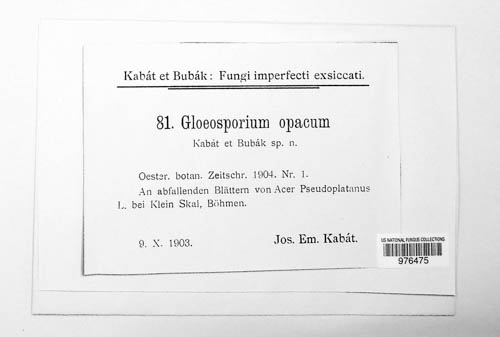 Kabát et Bubák: Fungi imperfecti exsiccati.
81. Gloeosporium opacum
Kabát et Bubák sp. n.
Oester. botan. Zeitschr. 1904. Nr. 1.
An abfallenden Blättern von Acer Pseudoplatanus
L. bei Klein Skal, Böhmen.
9. X. 1903.
Jos. Em. Kabát.
US NATIONAL FUNGUS COLLECTIONS
976475